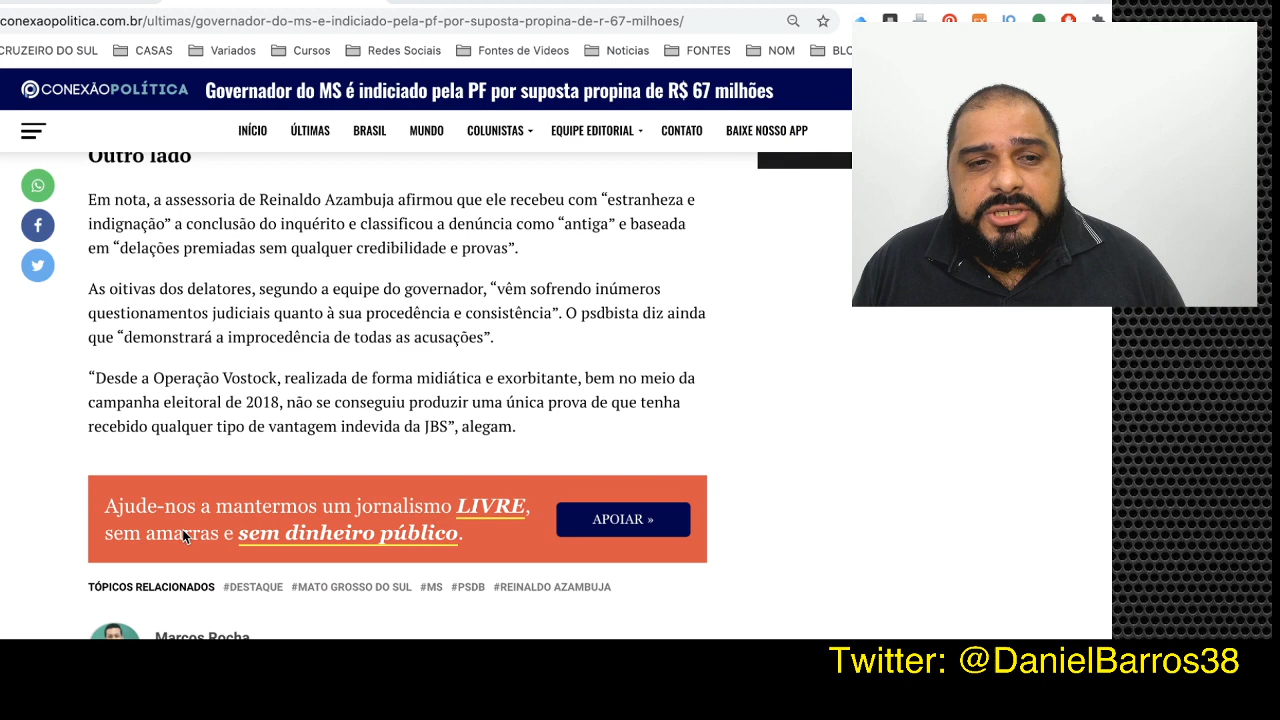 conexaopolitica.com.br/ultimas/governador-do-ms-e-indiciado-pela-pf-por-suposta-propina-de-r-67-milhoes/
CRUZEIRO DO SUL CASAS Variados Cursos Redes Sociais Fontes de Videos Noticias FONTES NOM BLO
CONEXÃOPOLÍTICA Governador do MS é indiciado pela PF por suposta propina de R$ 67 milhões
INÍCIO ÚLTIMAS BRASIL MUNDO COLUNISTAS EQUIPE EDITORIAL CONTATO BAIXE NOSSO APP
Outro lado
Em nota, a assessoria de Reinaldo Azambuja afirmou que ele recebeu com “estranheza e
indignação” a conclusão do inquérito e classificou a denúncia como “antiga” e baseada
em “delações premiadas sem qualquer credibilidade e provas”.
As oitivas dos delatores, segundo a equipe do governador, “vêm sofrendo inúmeros
questionamentos judiciais quanto à sua procedência e consistência”. O psdbista diz ainda
que “demonstrará a improcedência de todas as acusações”.
“Desde a Operação Vostock, realizada de forma midiática e exorbitante, bem no meio da
campanha eleitoral de 2018, não se conseguiu produzir uma única prova de que tenha
recebido qualquer tipo de vantagem indevida da JBS”, alegam.
Ajude-nos a mantermos um jornalismo LIVRE,
sem amarras e sem dinheiro público.
APOIAR »
TÓPICOS RELACIONADOS #DESTAQUE #MATO GROSSO DO SUL #MS #PSDB #REINALDO AZAMBUJA
Marcos Rocha
Twitter: @DanielBarros38